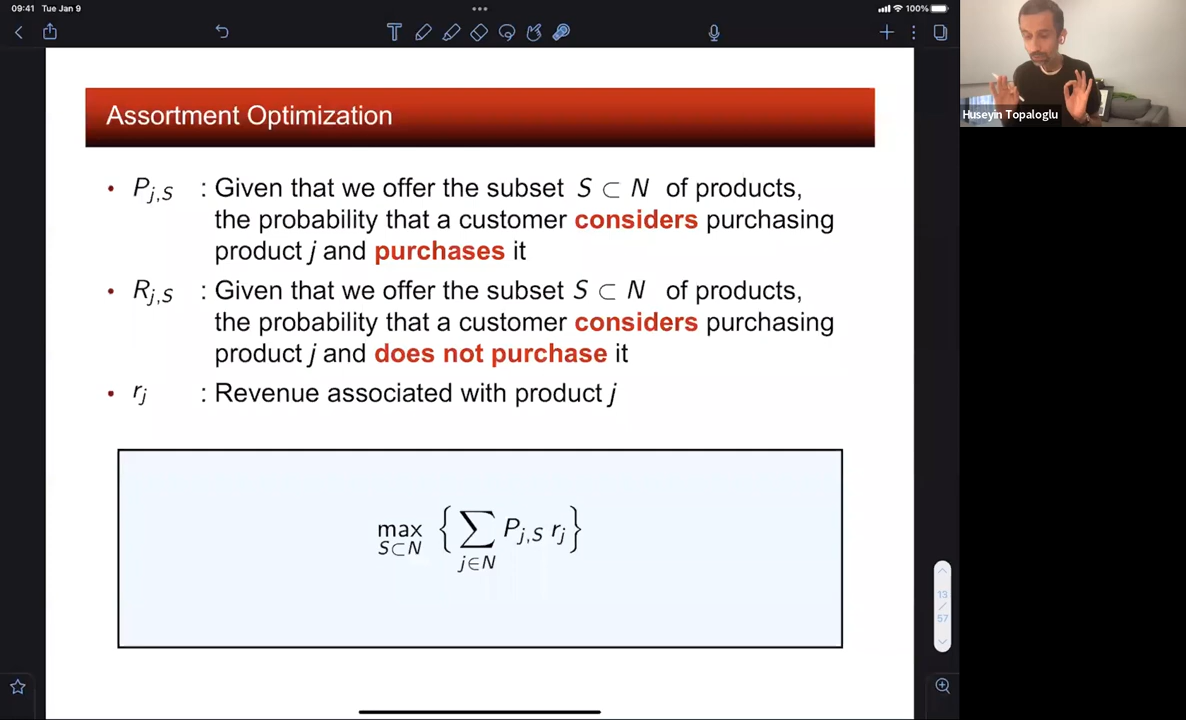 09:41 Tue Jan 9
100%
Assortment Optimization
• P_{j,S} : Given that we offer the subset S ⊂ N of products,
the probability that a customer considers purchasing
product j and purchases it
• R_{j,S} : Given that we offer the subset S ⊂ N of products,
the probability that a customer considers purchasing
product j and does not purchase it
• r_j : Revenue associated with product j
max_{S⊂N} { ∑_{j∈N} P_{j,S} r_j }
13
/
57
Huseyin Topaloglu